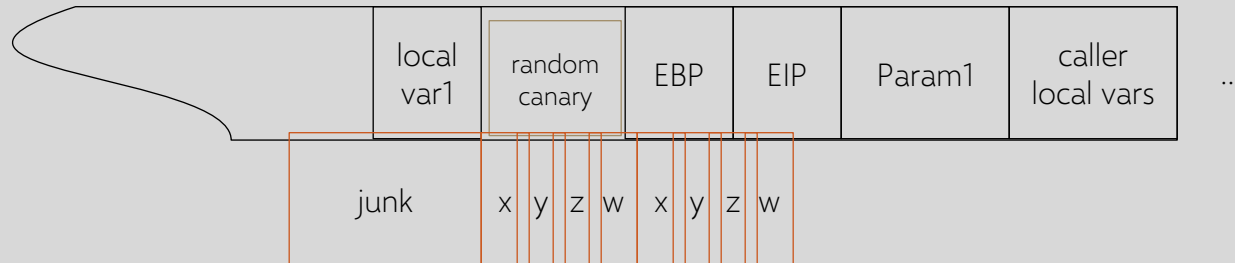 local
var1
random
canary
EBP
EIP
Param1
caller
local vars
..
junk
x y z w x y z w